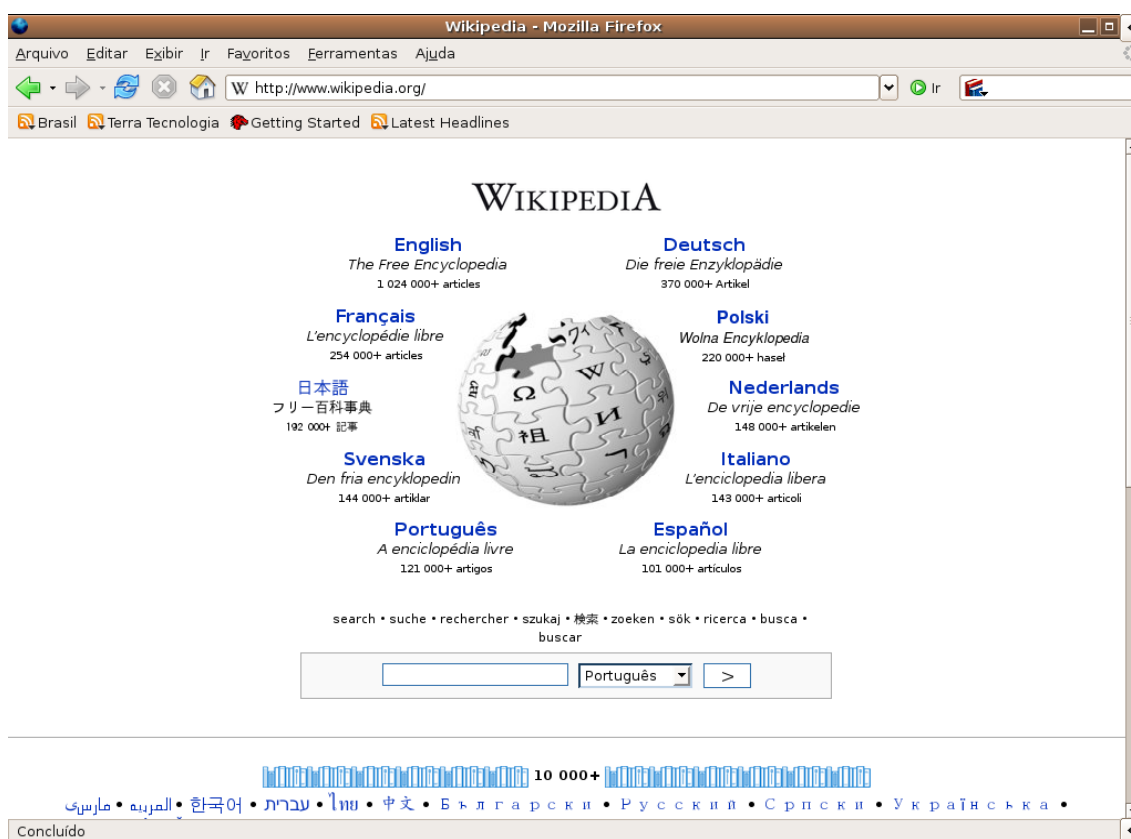 Wikipedia - Mozilla Firefox
Arquivo Editar Exibir Ir Favoritos Ferramentas Ajuda
W http://www.wikipedia.org/ Ir
Brasil Terra Tecnologia Getting Started Latest Headlines
WIKIPEDIA
English Deutsch
The Free Encyclopedia Die freie Enzyklopädie
1 024 000+ articles 370 000+ Artikel
Français Polski
L'encyclopédie libre Wolna Encyklopedia
254 000+ articles 220 000+ haseł
日本語 Nederlands
フリー百科事典 De vrije encyclopedie
192 000+ 記事 148 000+ artikelen
Svenska Italiano
Den fria encyklopedin L'enciclopedia libera
144 000+ artiklar 143 000+ articoli
Português Español
A enciclopédia livre La enciclopedia libre
121 000+ artigos 101 000+ artículos
Ω W
祖 И
search • suche • rechercher • szukaj • 検索 • zoeken • sök • ricerca • busca •
buscar
Português >
10 000+
العربية • فارسی • 한국어 • עברית • ไทย • 中文 • Български • Русский • Српски • Українська •
Concluído